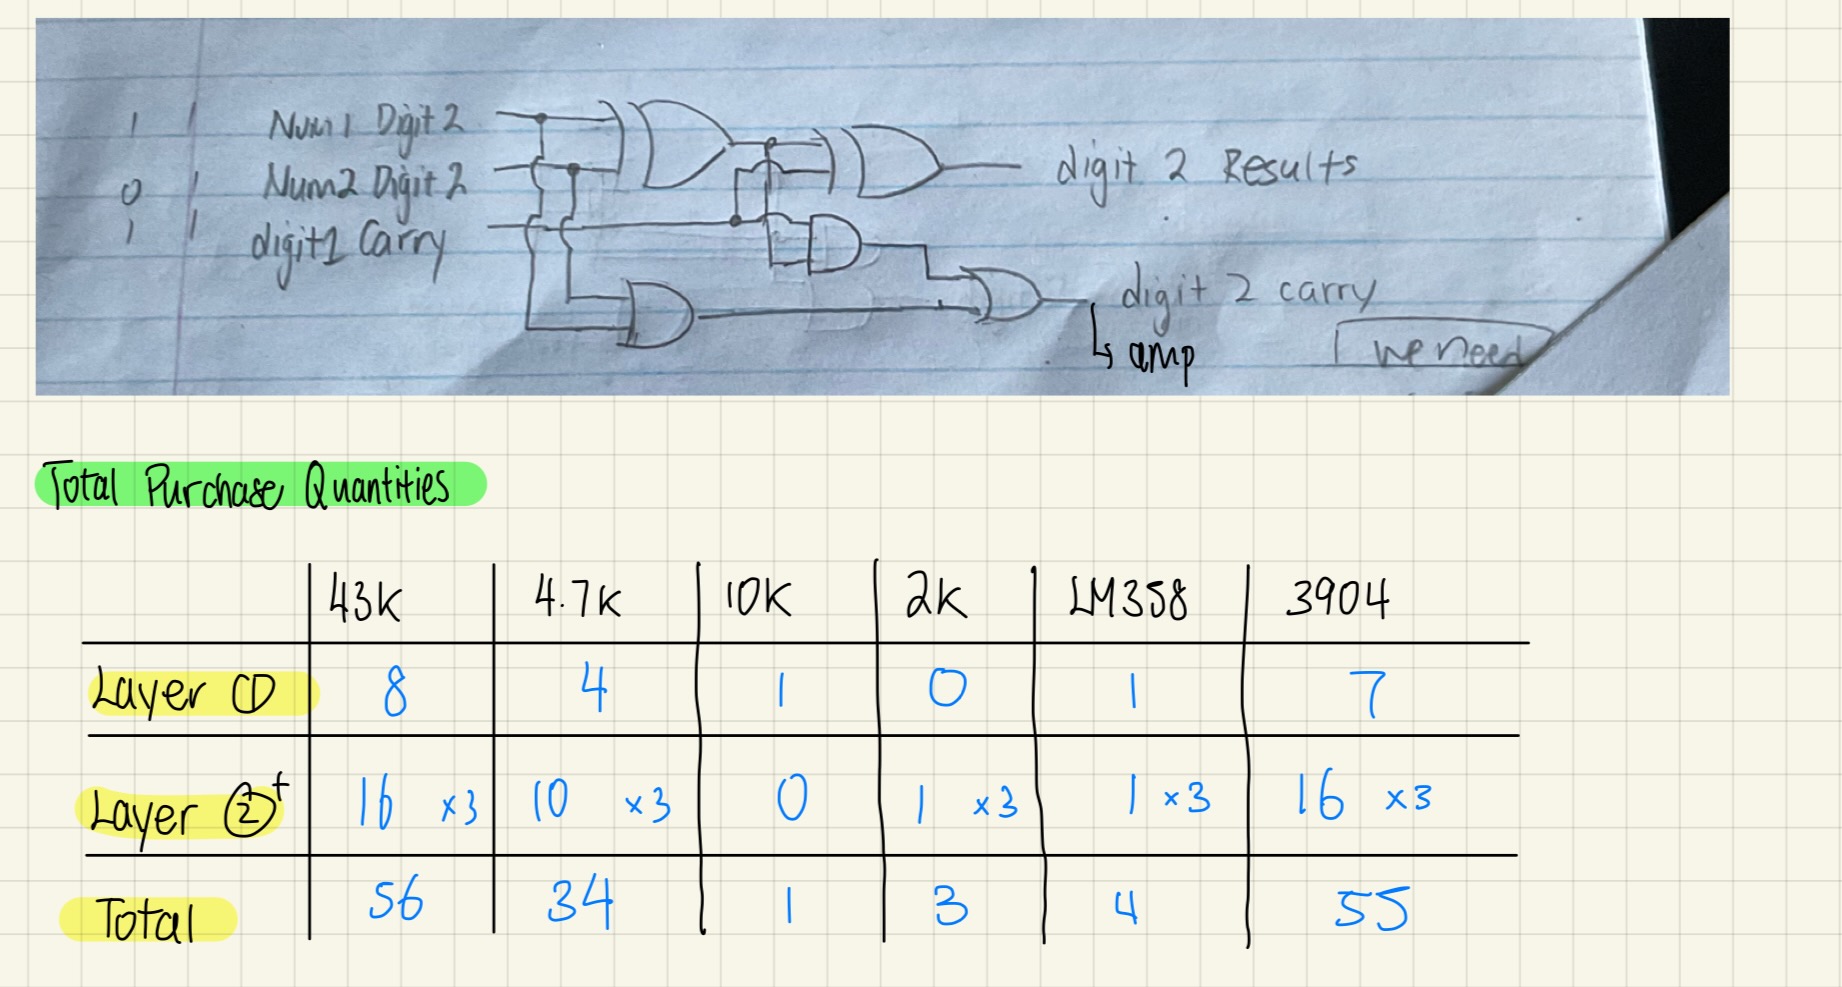 1 1 Num1 Digit 2
0 1 Num2 Digit 2
1 1 digit1 Carry
digit 2 Results
digit 2 carry
↳ amp
we need
Total Purchase Quantities
43K 4.7K 10K 2K LM358 3904
Layer ① 8 4 1 0 1 7
Layer ②+ 16 ×3 10 ×3 0 1 ×3 1 ×3 16 ×3
Total 56 34 1 3 4 55